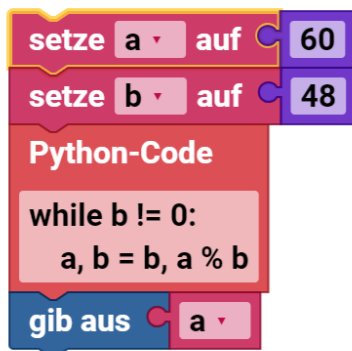 setze a auf 60
setze b auf 48
Python-Code
while b != 0:
    a, b = b, a % b
gib aus a